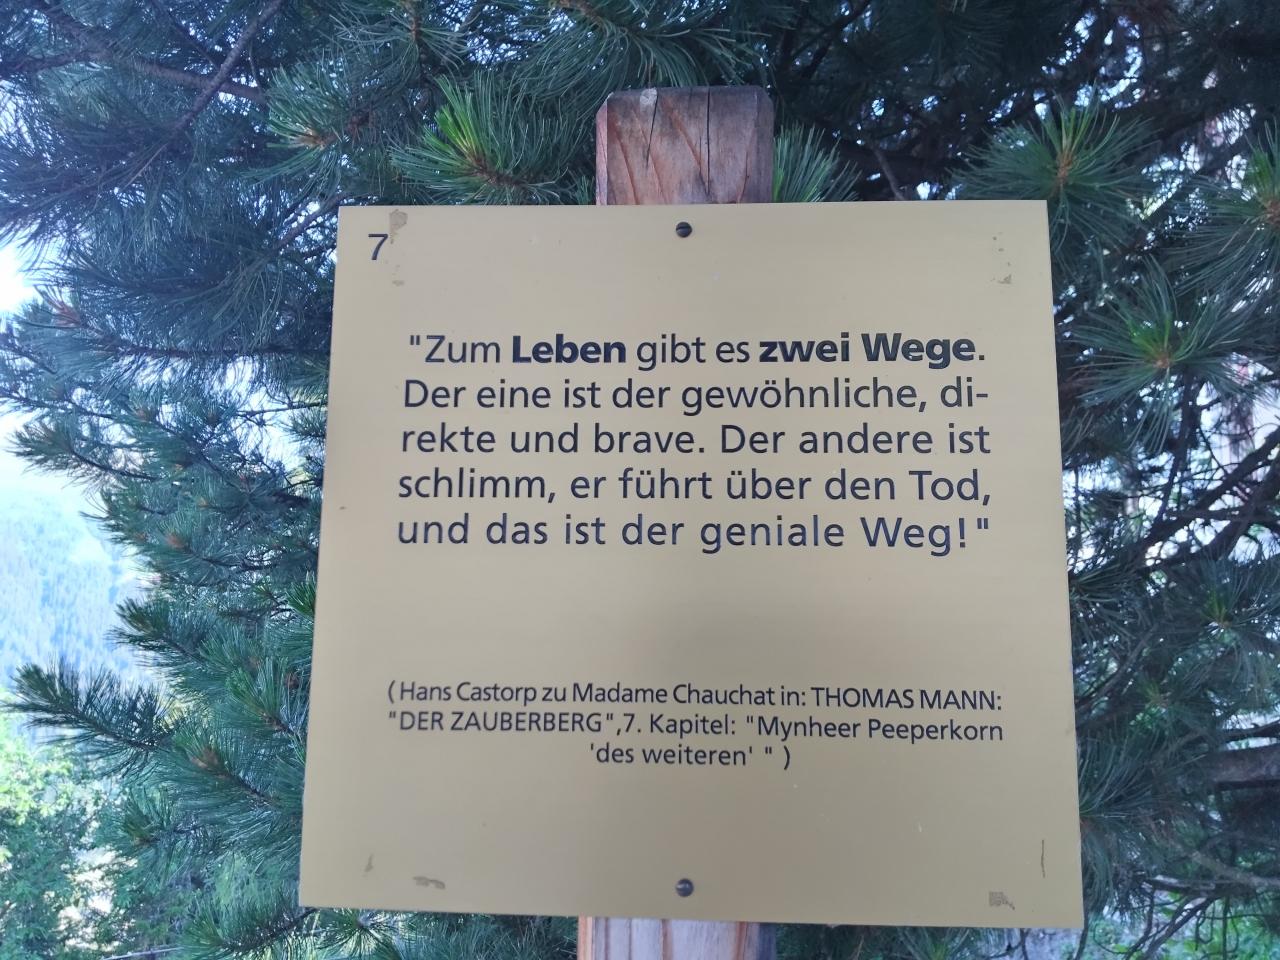 7
"Zum Leben gibt es zwei Wege.
Der eine ist der gewöhnliche, di-
rekte und brave. Der andere ist
schlimm, er führt über den Tod,
und das ist der geniale Weg!"
(Hans Castorp zu Madame Chauchat in: THOMAS MANN:
"DER ZAUBERBERG",7. Kapitel: "Mynheer Peeperkorn
'des weiteren' " )